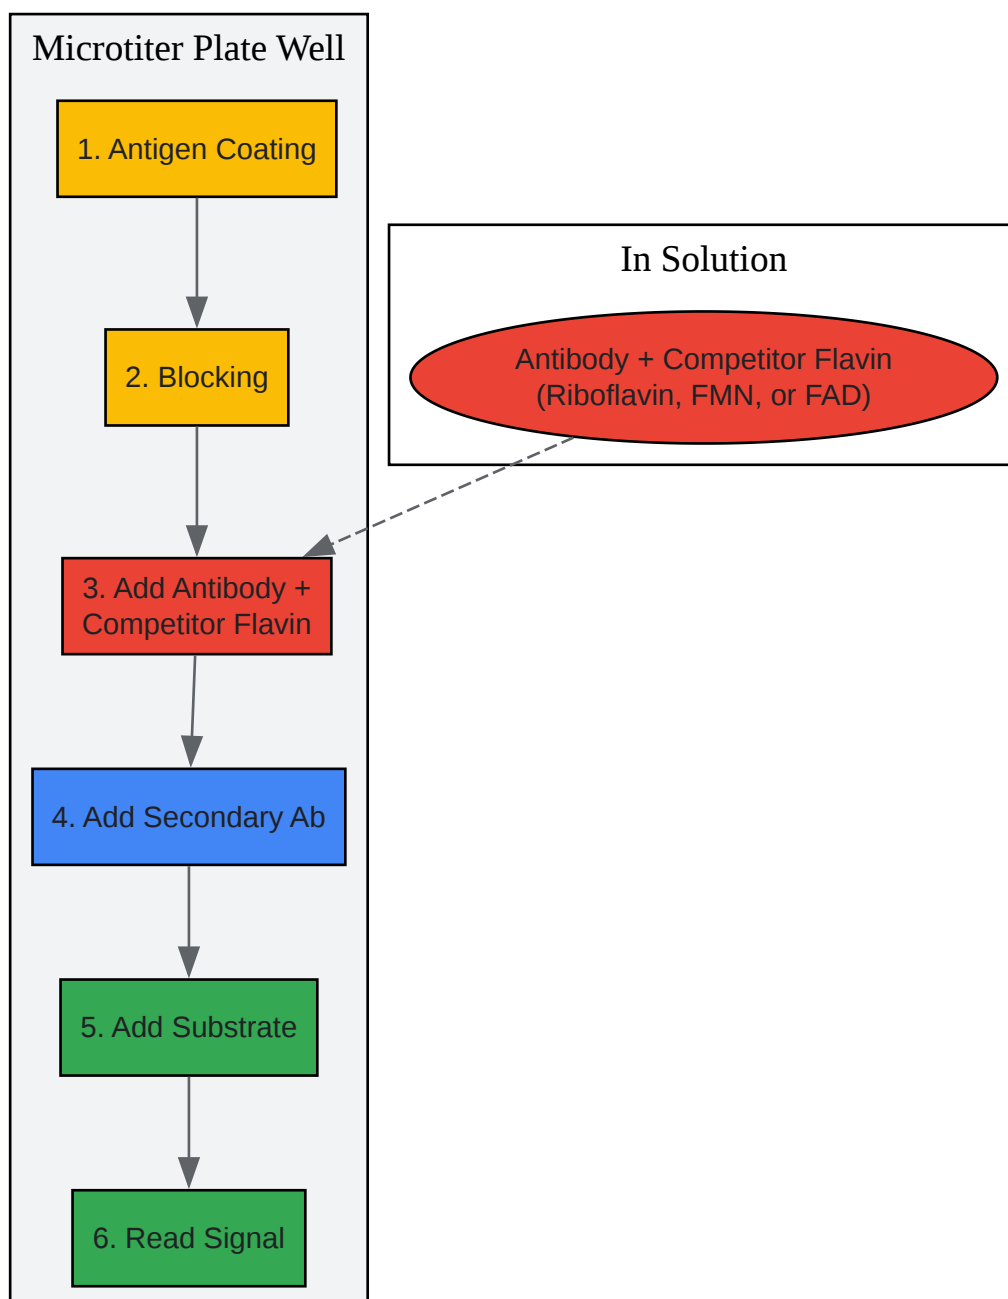 Microtiter Plate Well
1. Antigen Coating
In Solution
2. Blocking
Antibody + Competitor Flavin
(Riboflavin, FMN, or FAD)
3. Add Antibody +
Competitor Flavin
4. Add Secondary Ab
5. Add Substrate
6. Read Signal